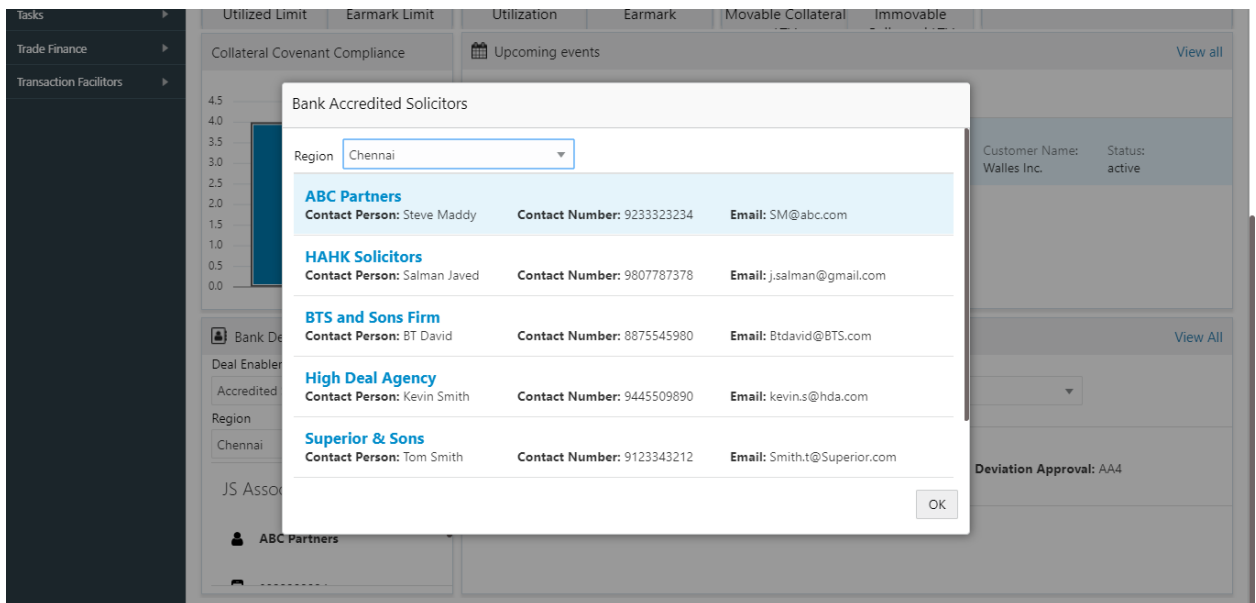 Tasks
Trade Finance
Transaction Facilitors
Utilized Limit Earmark Limit Utilization Earmark Movable Collateral Immovable
Collateral Covenant Compliance
Upcoming events View all
4.5
4.0
3.5
3.0
2.5
2.0
1.5
1.0
0.5
0.0
Customer Name: Status:
Walles Inc. active
Bank Accredited Solicitors
Region Chennai
ABC Partners
Contact Person: Steve Maddy Contact Number: 9233323234 Email: SM@abc.com
HAHK Solicitors
Contact Person: Salman Javed Contact Number: 9807787378 Email: j.salman@gmail.com
BTS and Sons Firm
Contact Person: BT David Contact Number: 8875545980 Email: Btdavid@BTS.com
High Deal Agency
Contact Person: Kevin Smith Contact Number: 9445509890 Email: kevin.s@hda.com
Superior & Sons
Contact Person: Tom Smith Contact Number: 9123343212 Email: Smith.t@Superior.com
OK
Bank De
View All
Deal Enabler
Accredited
Region
Chennai
JS Assoc
ABC Partners
Deviation Approval: AA4